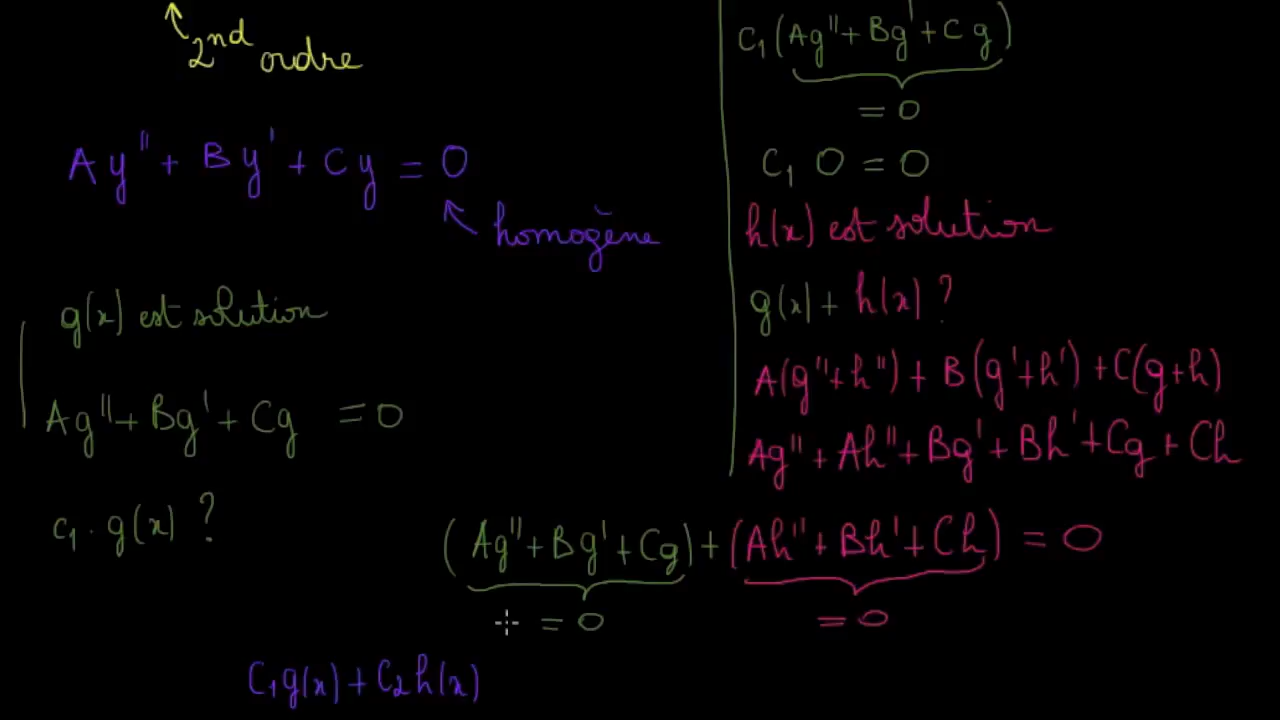 2nd ordre
Ay'' + By' + Cy = 0
homogène
g(x) est solution
Ag'' + Bg' + Cg = 0
c₁ · g(x) ?
C₁(Ag'' + Bg' + Cg)
= 0
C₁ 0 = 0
h(x) est solution
g(x) + h(x) ?
A(g''+h'') + B(g'+h') + C(g+h)
Ag'' + Ah'' + Bg' + Bh' + Cg + Ch
(Ag'' + Bg' + Cg) + (Ah'' + Bh' + Ch) = 0
= 0 = 0
C₁g(x) + C₂h(x)